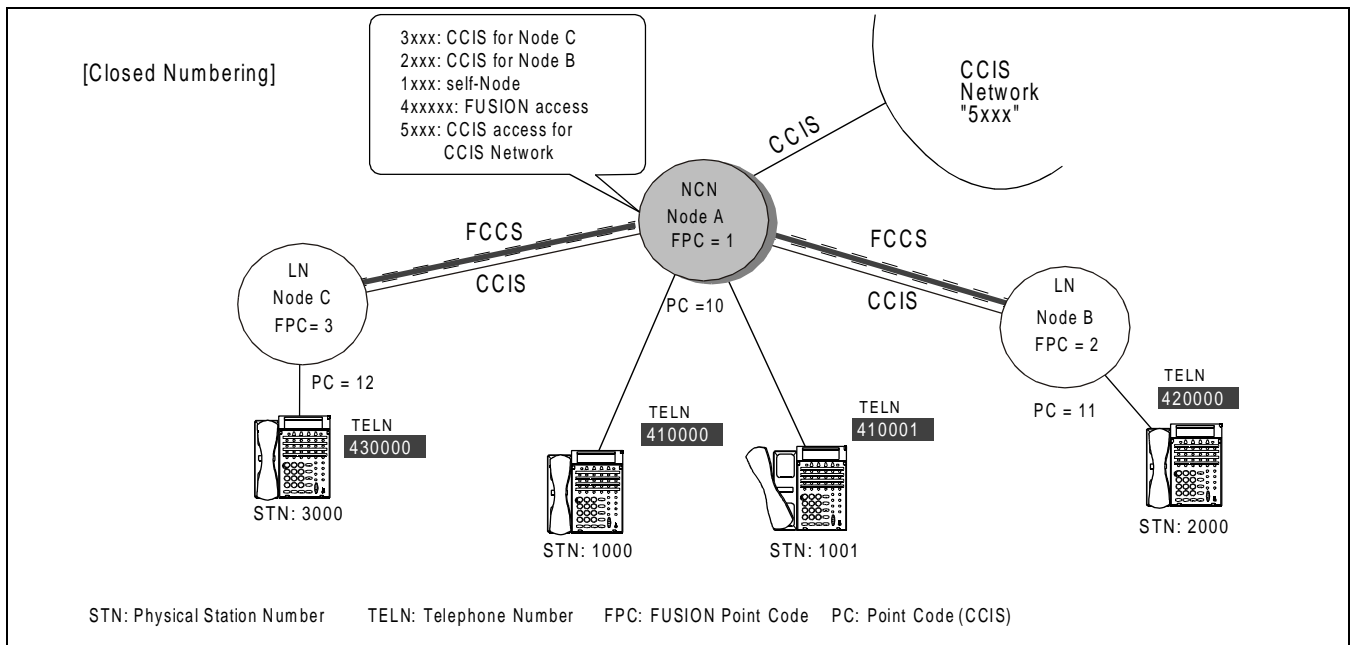 [Closed Numbering]
3xxx: CCIS for Node C
2xxx: CCIS for Node B
1xxx: self-Node
4xxxxx: FUSION access
5xxx: CCIS access for
CCIS Network
CCIS
Network
"5xxx"
CCIS
NCN
Node A
FPC = 1
FCCS
CCIS
FCCS
CCIS
LN
Node C
FPC= 3
LN
Node B
FPC = 2
PC =10
PC = 12
PC = 11
TELN
430000
TELN
410000
TELN
410001
TELN
420000
STN: 3000
STN: 1000
STN: 1001
STN: 2000
STN: Physical Station Number TELN: Telephone Number FPC: FUSION Point Code PC: Point Code (CCIS)